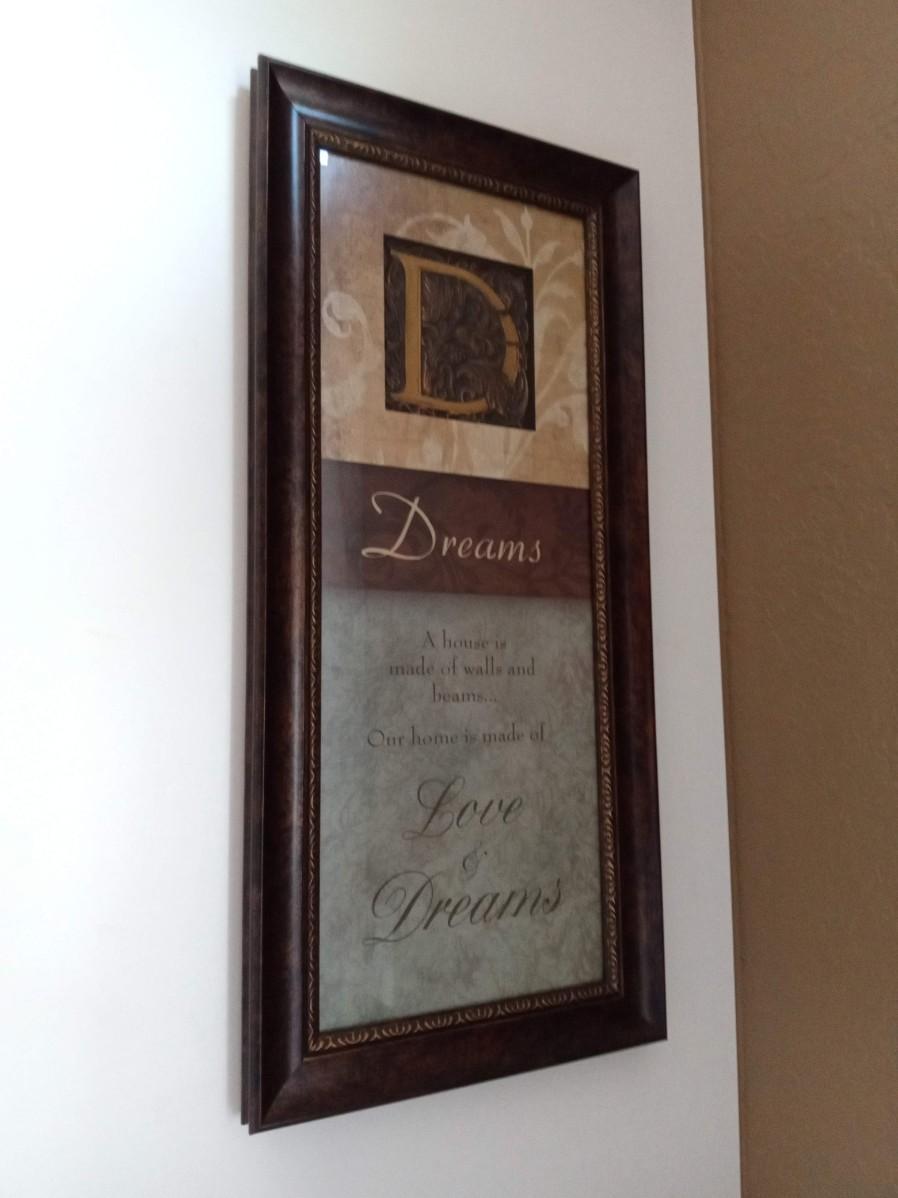 D
Dreams
A house is
made of walls and
beams...
Our home is made of
Love
&
Dreams